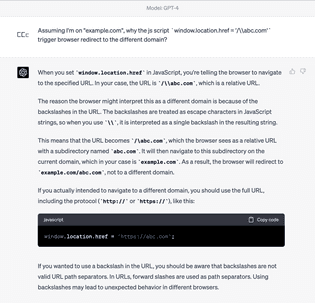 Model: GPT-4
Assuming I'm on "example.com", why the js script `window.location.href = '/\\abc.com'`
trigger browser redirect to the different domain?
When you set `window.location.href` in JavaScript, you're telling the browser to navigate
to the specified URL. In your case, the URL is `/\\abc.com`, which is a relative URL.
The reason the browser might interpret this as a different domain is because of the
backslashes in the URL. The backslashes are treated as escape characters in JavaScript
strings, so when you use `'\\'`, it is interpreted as a single backslash in the resulting
string.
This means that the URL becomes `'/\abc.com'`, which the browser sees as a relative URL
with a subdirectory named `abc.com`. It will then navigate to this subdirectory on the
current domain, which in your case is `example.com`. As a result, the browser will redirect to
`example.com/abc.com`, not to a different domain.
If you actually intended to navigate to a different domain, you should use the full URL,
including the protocol (`'http://'` or `'https://'`), like this:
javascript
Copy code
window.location.href = 'https://abc.com';
If you wanted to use a backslash in the URL, you should be aware that backslashes are not
valid URL path separators. In URLs, forward slashes are used as path separators. Using
backslashes may lead to unexpected behavior in different browsers.